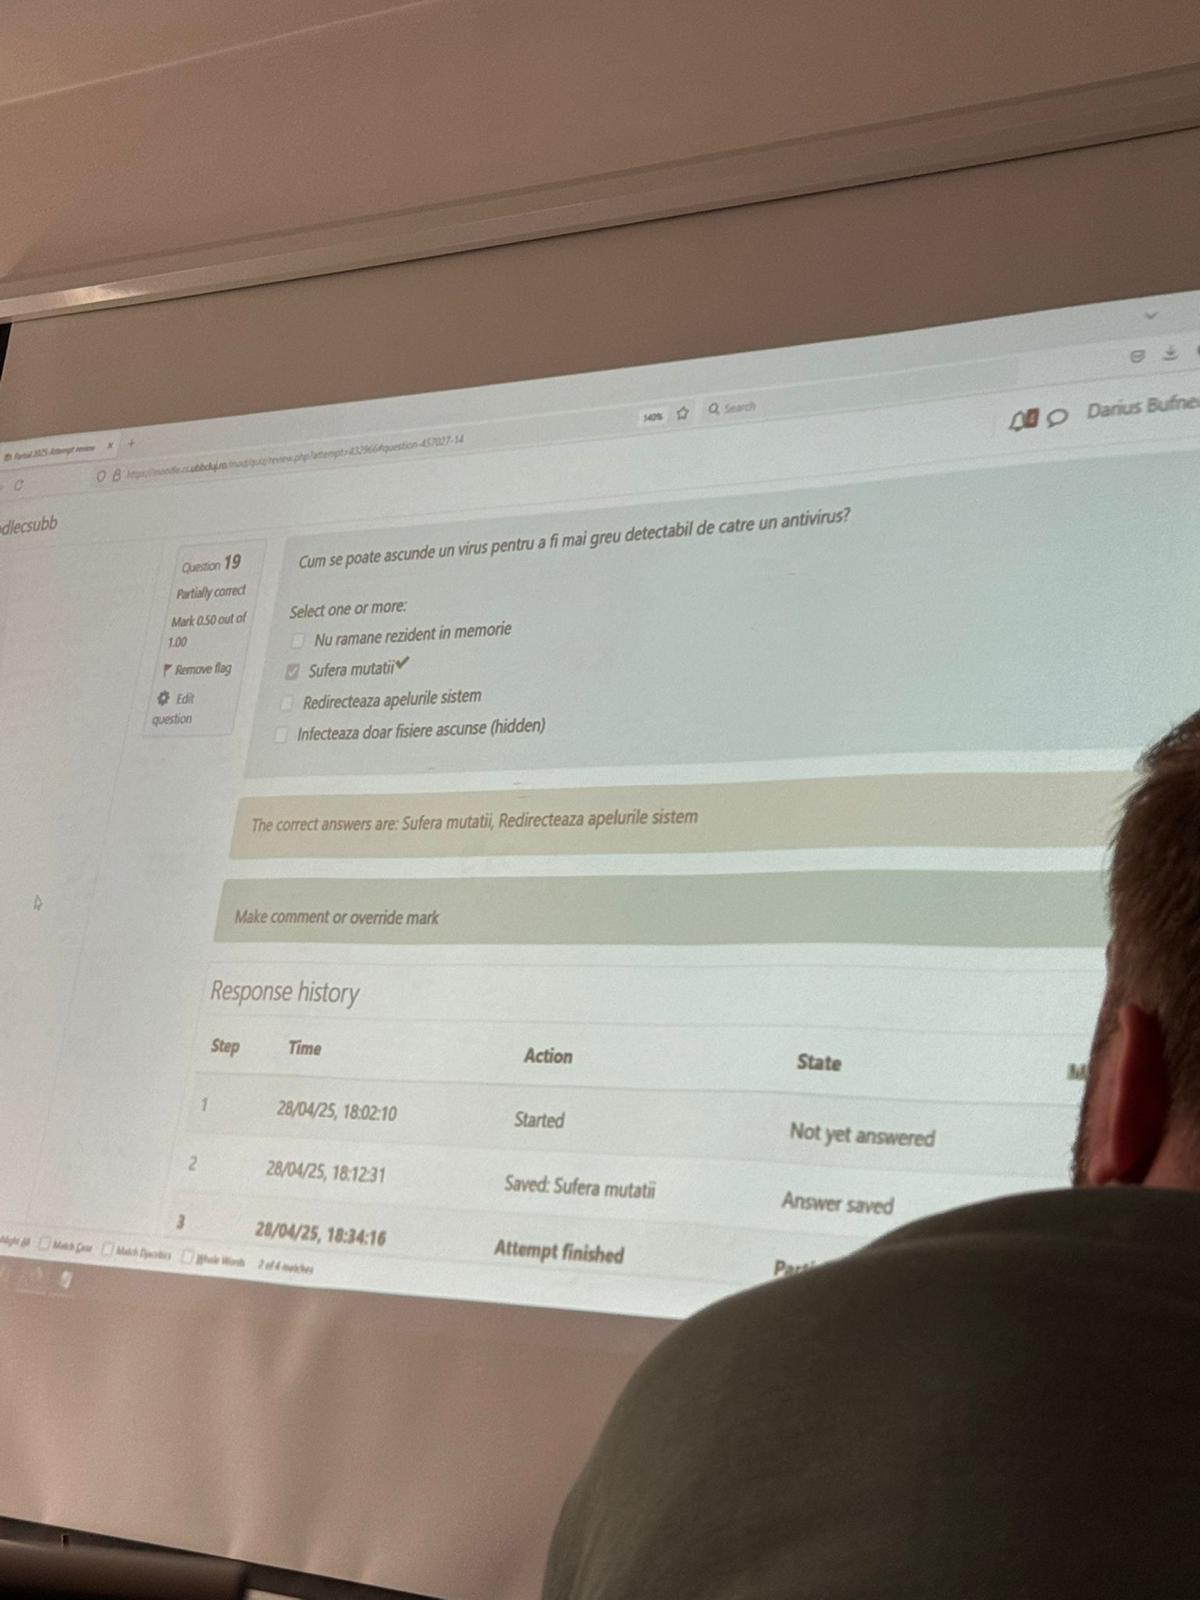 Partial 2025: Attempt review
https://moodle.cs.ubbcluj.ro/mod/quiz/review.php?attempt=432966#question-457027-14
140%
Search
Darius Bufne
dlecsubb
Question 19
Partially correct
Mark 0.50 out of
1.00
Remove flag
Edit
question
Cum se poate ascunde un virus pentru a fi mai greu detectabil de catre un antivirus?
Select one or more:
Nu ramane rezident in memorie
Sufera mutatii
Redirecteaza apelurile sistem
Infecteaza doar fisiere ascunse (hidden)
The correct answers are: Sufera mutatii, Redirecteaza apelurile sistem
Make comment or override mark
Response history
Step Time Action State M
1 28/04/25, 18:02:10 Started Not yet answered
2 28/04/25, 18:12:31 Saved: Sufera mutatii Answer saved
3 28/04/25, 18:34:16 Attempt finished Parti
hlight All Match Case Match Diacritics Whole Words 2 of 4 matches